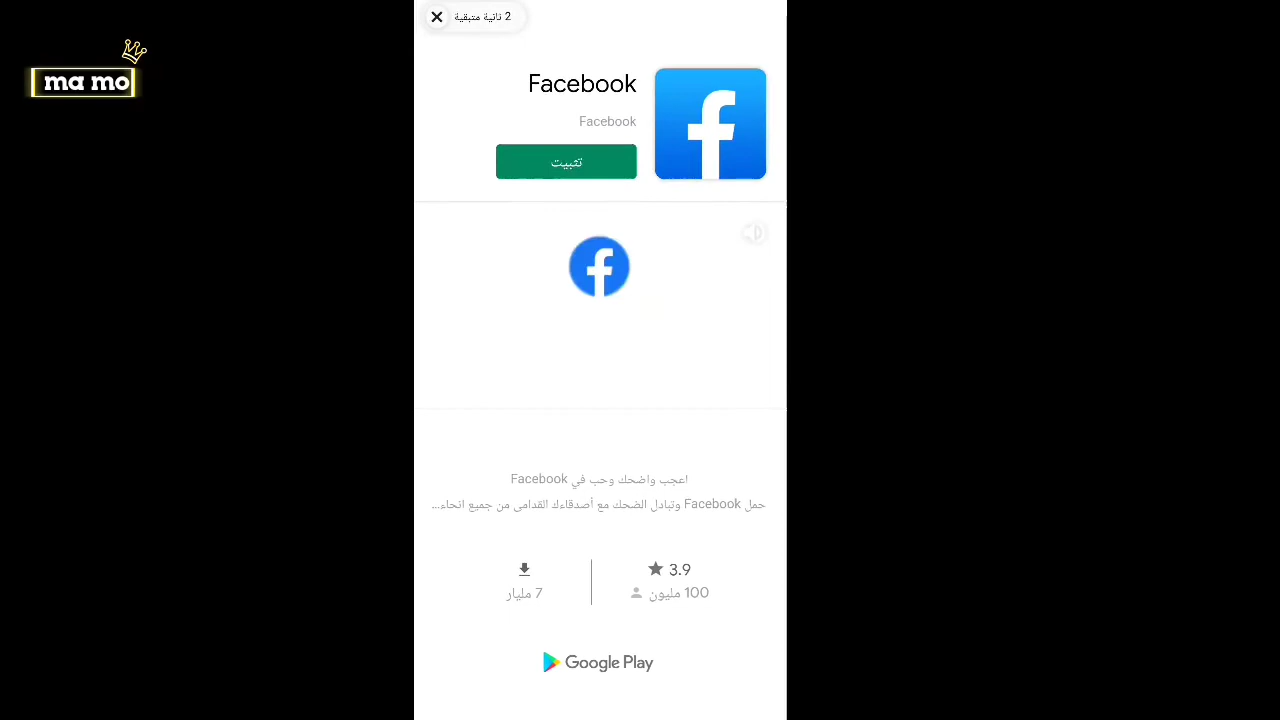 2 ثانية متبقية
ma mo
Facebook
Facebook
تثبيت
اعجب واضحك وحب في Facebook
حمل Facebook وتبادل الضحك مع أصدقاءك القدامى من جميع انحاء...
3.9
100 مليون
7 مليار
Google Play